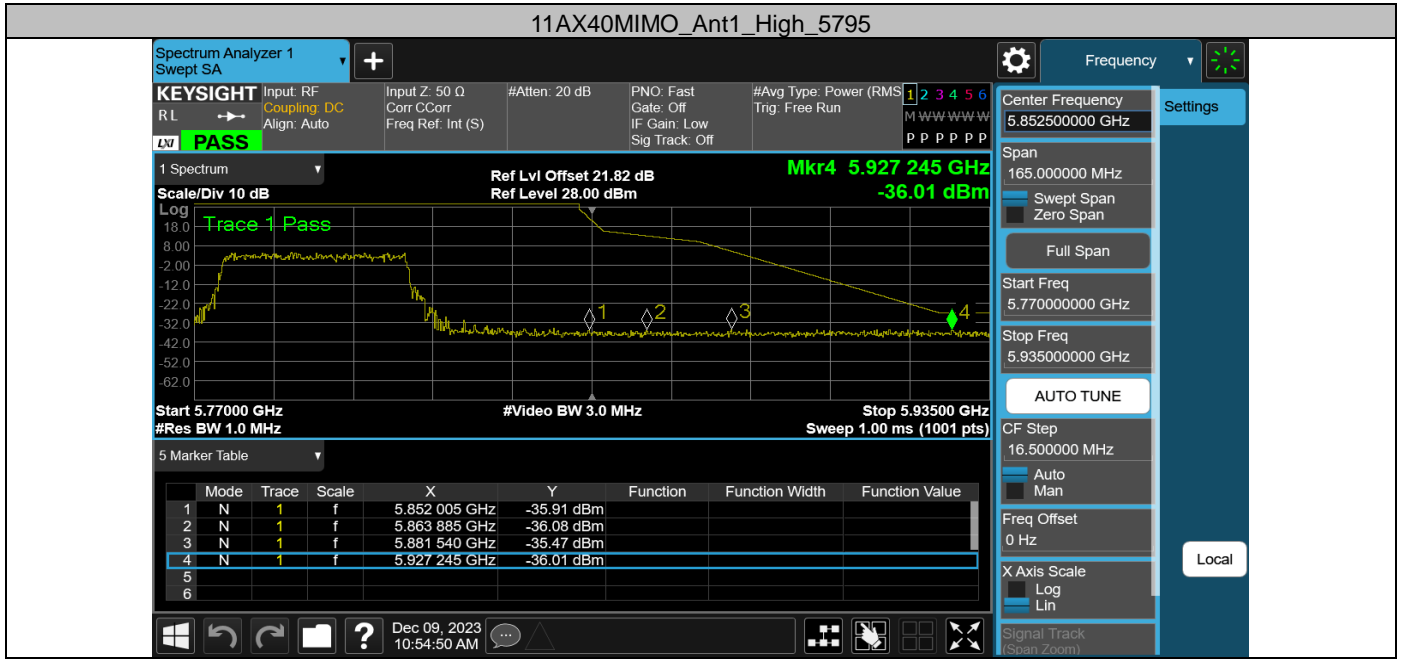 11AX40MIMO_Ant1_High_5795
Spectrum Analyzer 1
Swept SA
Frequency
KEYSIGHT
RL
LXI
PASS
Input: RF
Coupling: DC
Align: Auto
Input Z: 50 Ω
Corr CCorr
Freq Ref: Int (S)
#Atten: 20 dB
PNO: Fast
Gate: Off
IF Gain: Low
Sig Track: Off
#Avg Type: Power (RMS
Trig: Free Run
1 2 3 4 5 6
M W W W W W
P P P P P P
1 Spectrum
Scale/Div 10 dB
Ref Lvl Offset 21.82 dB
Ref Level 28.00 dBm
Mkr4 5.927 245 GHz
-36.01 dBm
Log
Trace 1 Pass
18.0
8.00
-2.00
-12.0
-22.0
-32.0
-42.0
-52.0
-62.0
1
2
3
4
Start 5.77000 GHz
#Video BW 3.0 MHz
Stop 5.93500 GHz
#Res BW 1.0 MHz
Sweep 1.00 ms (1001 pts)
5 Marker Table
Mode Trace Scale X Y Function Function Width Function Value
1 N 1 f 5.852 005 GHz -35.91 dBm
2 N 1 f 5.863 885 GHz -36.08 dBm
3 N 1 f 5.881 540 GHz -35.47 dBm
4 N 1 f 5.927 245 GHz -36.01 dBm
5
6
?
Dec 09, 2023
10:54:50 AM
Center Frequency
5.852500000 GHz
Settings
Span
165.000000 MHz
Swept Span
Zero Span
Full Span
Start Freq
5.770000000 GHz
Stop Freq
5.935000000 GHz
AUTO TUNE
CF Step
16.500000 MHz
Auto
Man
Freq Offset
0 Hz
Local
X Axis Scale
Log
Lin
Signal Track
(Span Zoom)